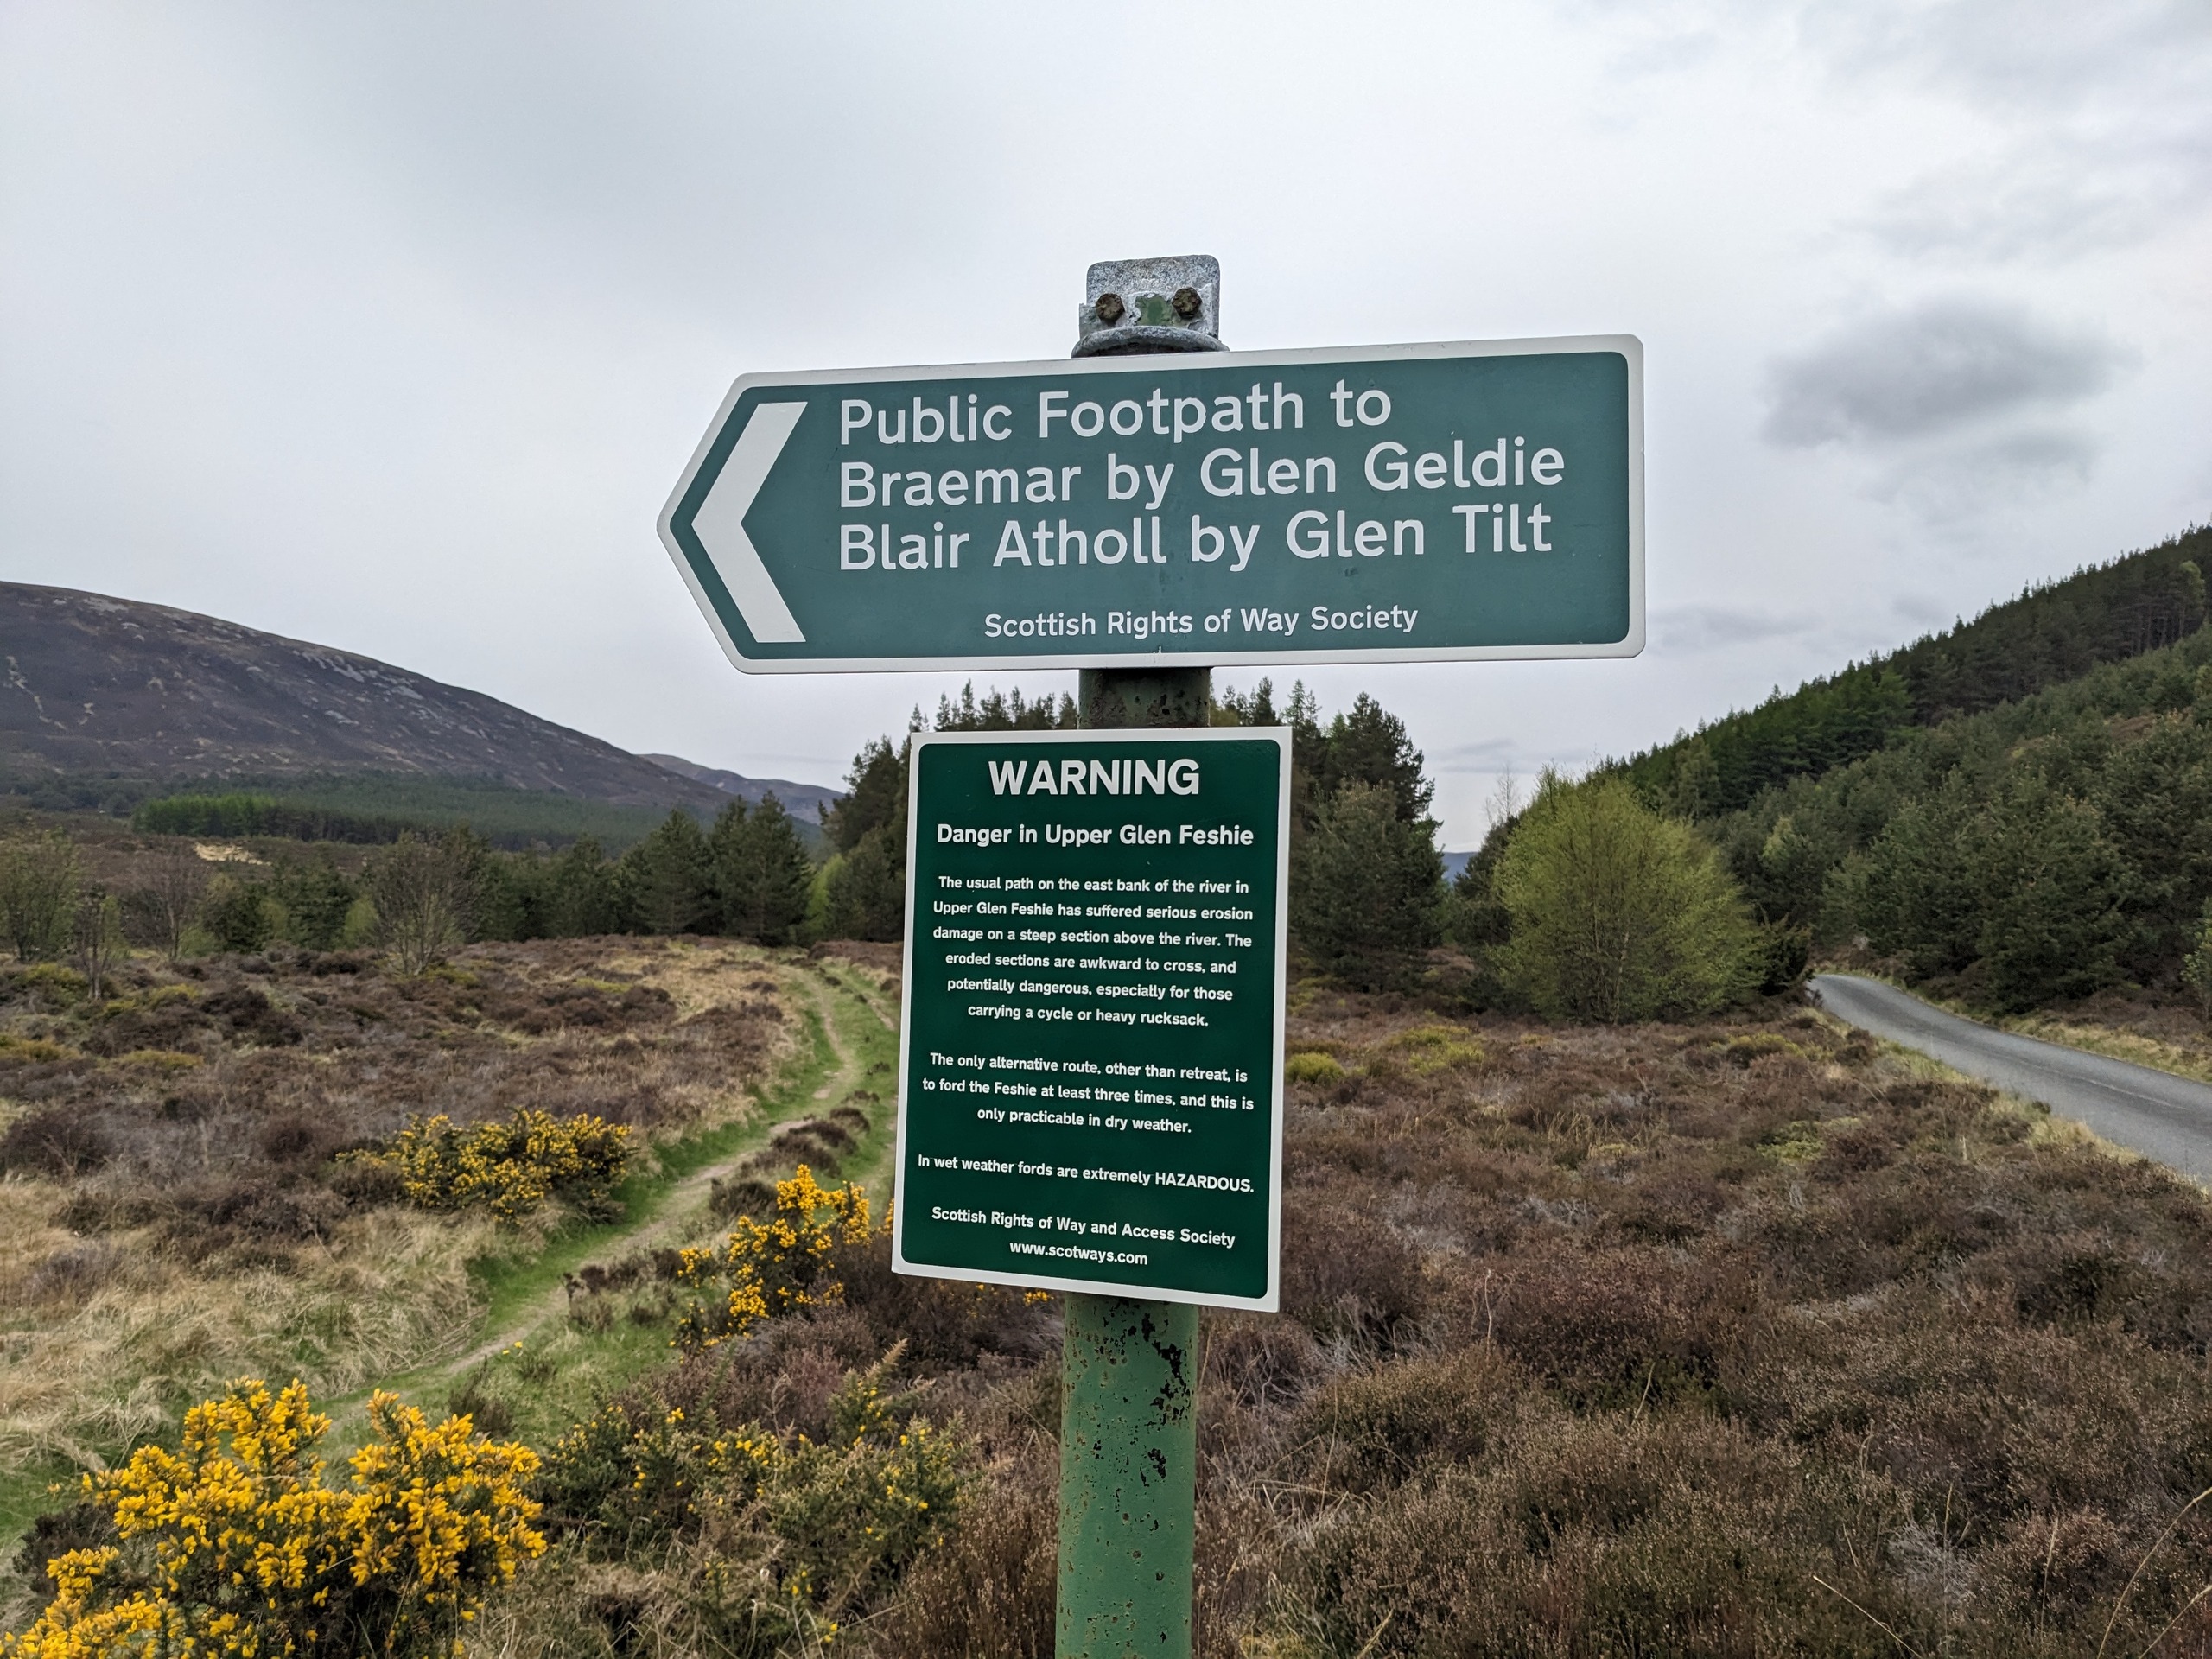 Public Footpath to
Braemar by Glen Geldie
Blair Atholl by Glen Tilt
Scottish Rights of Way Society
WARNING
Danger in Upper Glen Feshie
The usual path on the east bank of the river in
Upper Glen Feshie has suffered serious erosion
damage on a steep section above the river. The
eroded sections are awkward to cross, and
potentially dangerous, especially for those
carrying a cycle or heavy rucksack.
The only alternative route, other than retreat, is
to ford the Feshie at least three times, and this is
only practicable in dry weather.
In wet weather fords are extremely HAZARDOUS.
Scottish Rights of Way and Access Society
www.scotways.com